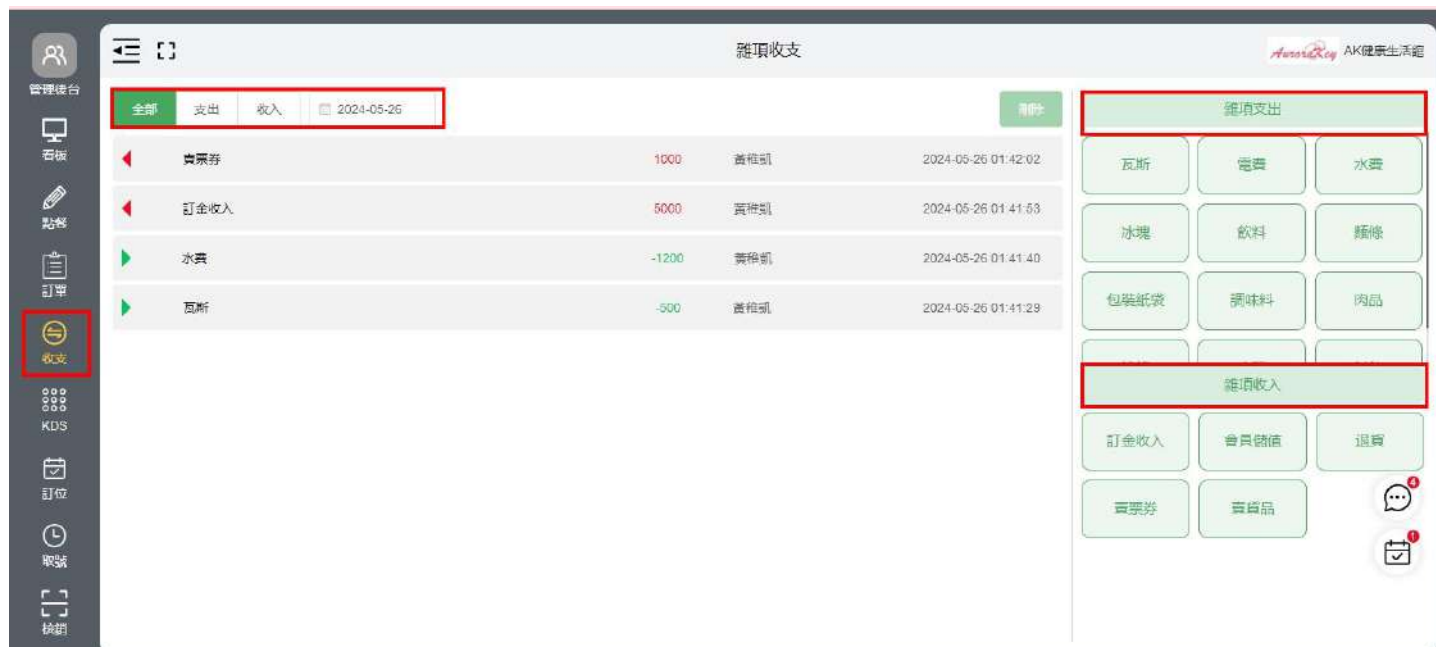 雜項收支
AuroraKey AK健康生活館
管理後台
看板
點餐
訂單
收支
KDS
訂位
取號
核銷
全部 支出 收入 2024-05-26 刪除
賣票券 1000 黃稚凱 2024-05-26 01:42:02
訂金收入 5000 黃稚凱 2024-05-26 01:41:53
水費 -1200 黃稚凱 2024-05-26 01:41:40
瓦斯 -500 黃稚凱 2024-05-26 01:41:29
雜項支出
瓦斯 電費 水費
冰塊 飲料 麵條
包裝紙袋 調味料 肉品
雜項收入
訂金收入 會員儲值 退貨
賣票券 賣貨品
4
1